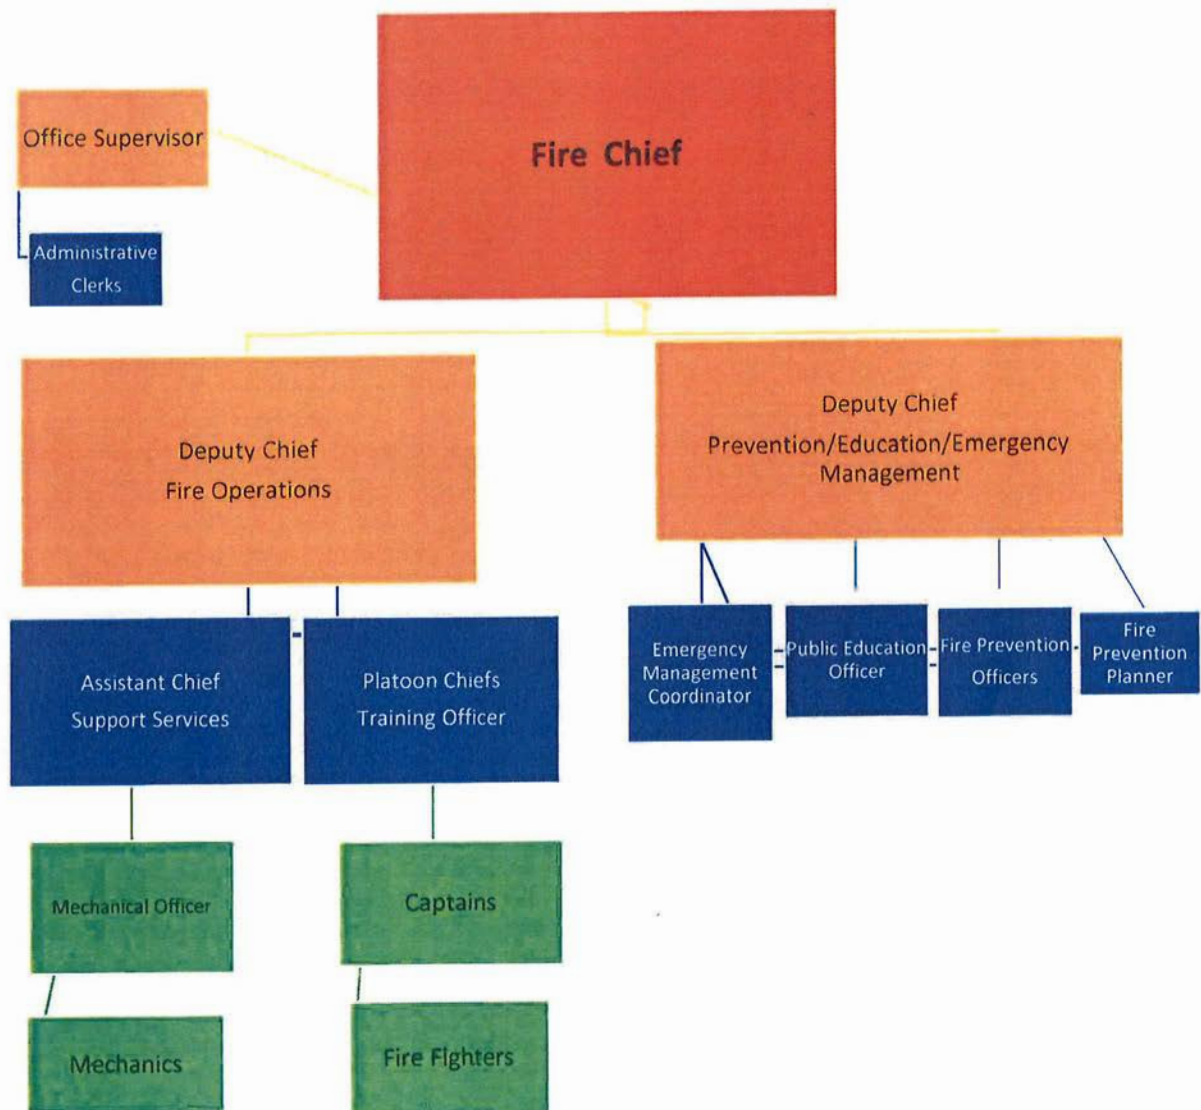 Fire Chief
Office Supervisor
Administrative
Clerks
Deputy Chief
Fire Operations
Deputy Chief
Prevention/Education/Emergency
Management
Assistant Chief
Support Services
Platoon Chiefs
Training Officer
Emergency
Management
Coordinator
Public Education
Officer
Fire Prevention
Officers
Fire
Prevention
Planner
Mechanical Officer
Captains
Mechanics
Fire Fighters